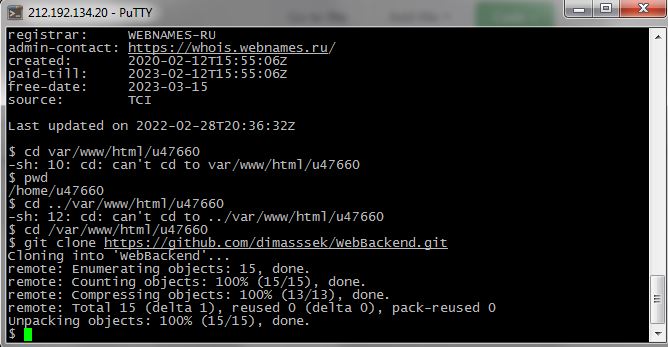 212.192.134.20 - PuTTY
registrar:     WEBNAMES-RU
admin-contact: https://whois.webnames.ru/
created:       2020-02-12T15:55:06Z
paid-till:     2023-02-12T15:55:06Z
free-date:     2023-03-15
source:        TCI
Last updated on 2022-02-28T20:36:32Z
$ cd var/www/html/u47660
-sh: 10: cd: can't cd to var/www/html/u47660
$ pwd
/home/u47660
$ cd ../var/www/html/u47660
-sh: 12: cd: can't cd to ../var/www/html/u47660
$ cd /var/www/html/u47660
$ git clone https://github.com/dimasssek/WebBackend.git
Cloning into 'WebBackend'...
remote: Enumerating objects: 15, done.
remote: Counting objects: 100% (15/15), done.
remote: Compressing objects: 100% (13/13), done.
remote: Total 15 (delta 1), reused 0 (delta 0), pack-reused 0
Unpacking objects: 100% (15/15), done.
$